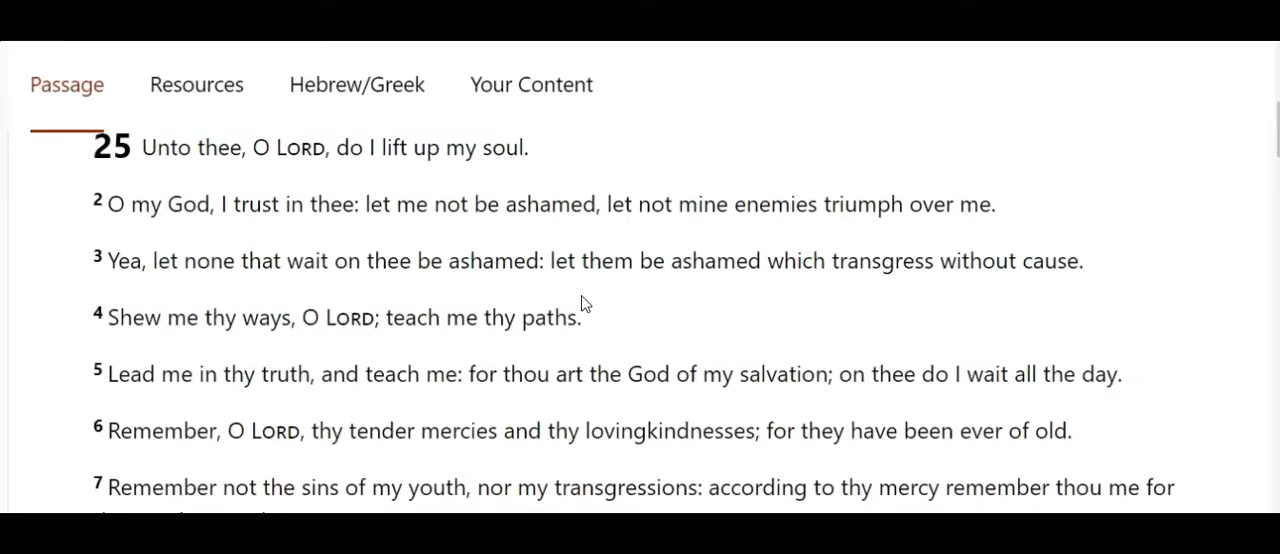 Passage Resources Hebrew/Greek Your Content
25 Unto thee, O LORD, do I lift up my soul.
2 O my God, I trust in thee: let me not be ashamed, let not mine enemies triumph over me.
3 Yea, let none that wait on thee be ashamed: let them be ashamed which transgress without cause.
4 Shew me thy ways, O LORD; teach me thy paths.
5 Lead me in thy truth, and teach me: for thou art the God of my salvation; on thee do I wait all the day.
6 Remember, O LORD, thy tender mercies and thy lovingkindnesses; for they have been ever of old.
7 Remember not the sins of my youth, nor my transgressions: according to thy mercy remember thou me for